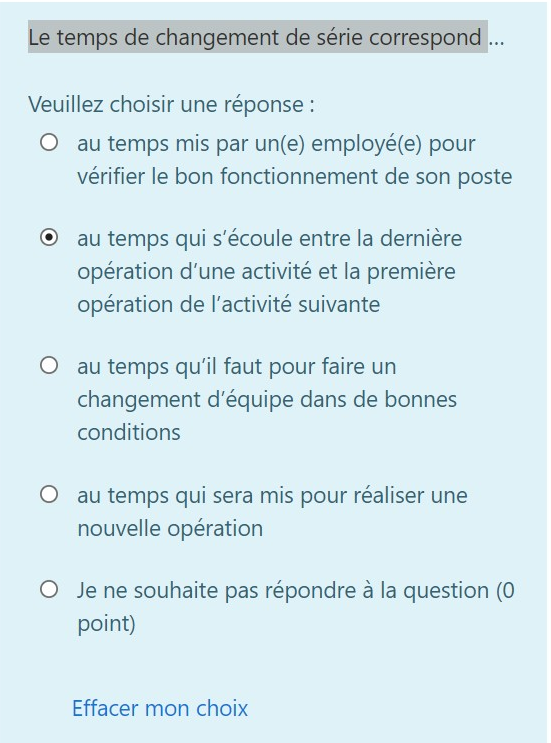 Le temps de changement de série correspond ...
Veuillez choisir une réponse :
au temps mis par un(e) employé(e) pour
vérifier le bon fonctionnement de son poste
au temps qui s’écoule entre la dernière
opération d’une activité et la première
opération de l’activité suivante
au temps qu’il faut pour faire un
changement d’équipe dans de bonnes
conditions
au temps qui sera mis pour réaliser une
nouvelle opération
Je ne souhaite pas répondre à la question (0
point)
Effacer mon choix